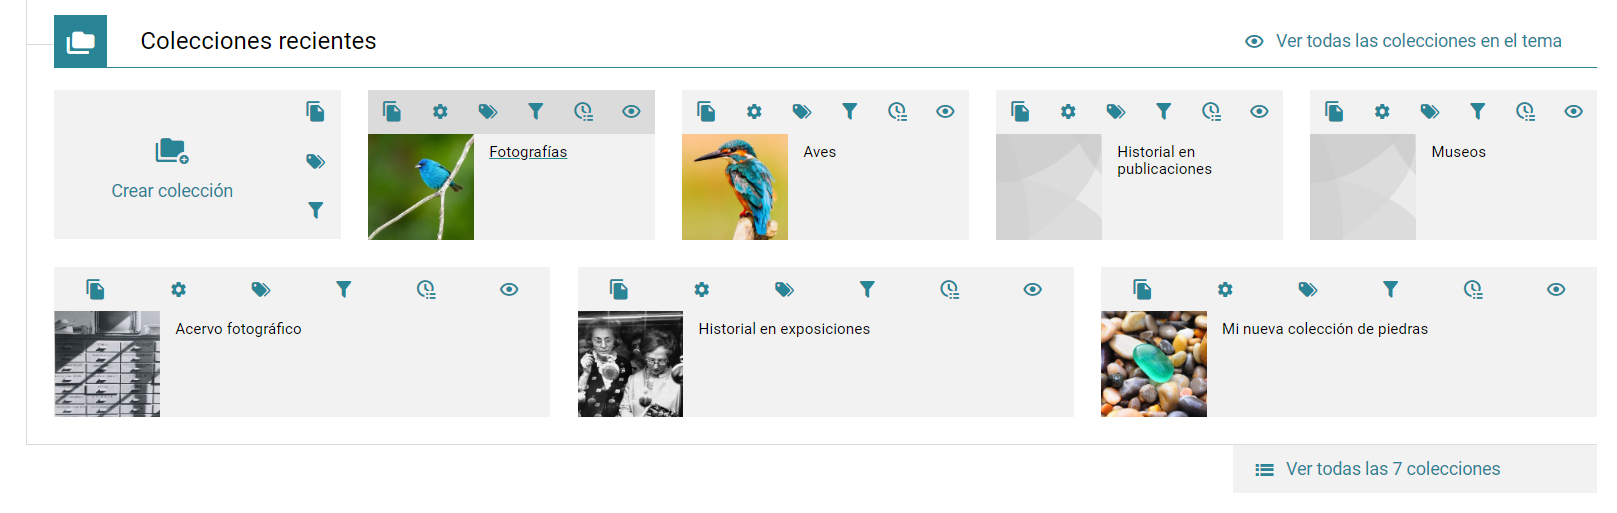 Colecciones recientes
Ver todas las colecciones en el tema
Crear colección
Fotografías
Aves
Historial en
publicaciones
Museos
Acervo fotográfico
Historial en exposiciones
Mi nueva colección de piedras
Ver todas las 7 colecciones